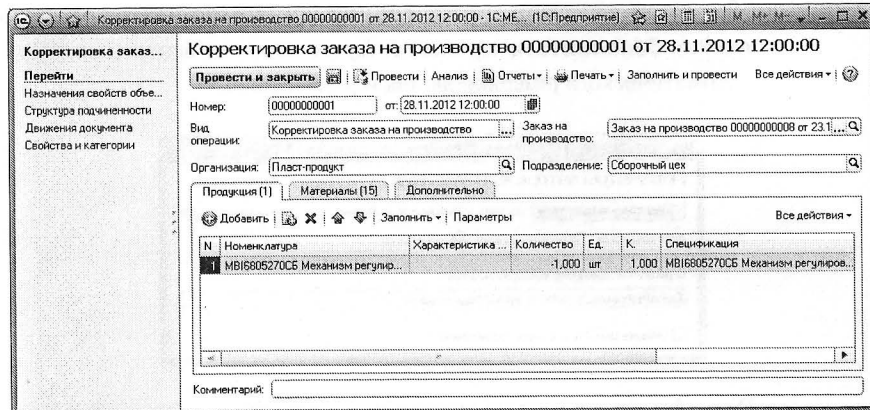 Корректировка заказа на производство 00000000001 от 28.11.2012 12:00:00 - 1С:МЕ... (1С:Предприятие) M M+ M-
Корректировка заказ...
Перейти
Назначения свойств объе...
Структура подчиненности
Движения документа
Свойства и категории
Корректировка заказа на производство 00000000001 от 28.11.2012 12:00:00
Провести и закрыть Провести Анализ Отчеты Печать Заполнить и провести Все действия
Номер: 00000000001 от: 28.11.2012 12:00:00
Вид операции: Корректировка заказа на производство ... Заказ на производство: Заказ на производство 00000000008 от 23.1 ...
Организация: Пласт-продукт Подразделение: Сборочный цех
Продукция (1) Материалы (15) Дополнительно
Добавить Заполнить Параметры Все действия
N Номенклатура Характеристика ... Количество Ед. К. Спецификация
1 МВI6805270СБ Механизм регулир... -1,000 шт 1,000 МВI6805270СБ Механизм регулиров...
Комментарий: